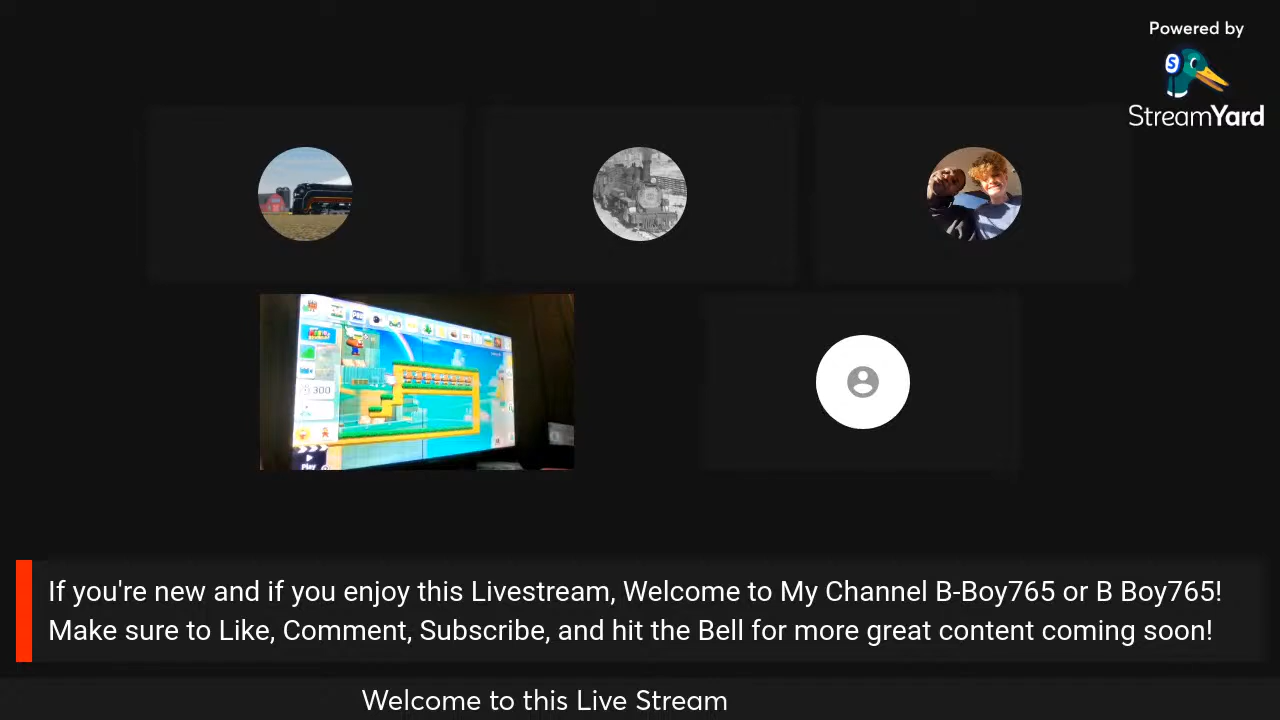 Powered by
StreamYard
300
Play
If you're new and if you enjoy this Livestream, Welcome to My Channel B-Boy765 or B Boy765!
Make sure to Like, Comment, Subscribe, and hit the Bell for more great content coming soon!
Welcome to this Live Stream